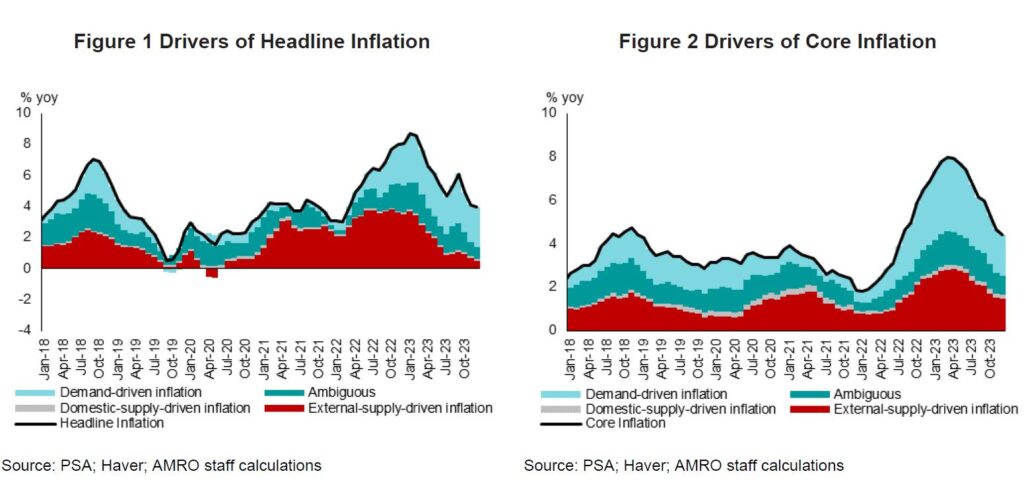 Figure 1 Drivers of Headline Inflation
% yoy
10
8
6
4
2
0
-2
-4
Jan-18
Apr-18
Jul-18
Oct-18
Jan-19
Apr-19
Jul-19
Oct-19
Jan-20
Apr-20
Jul-20
Oct-20
Jan-21
Apr-21
Jul-21
Oct-21
Jan-22
Apr-22
Jul-22
Oct-22
Jan-23
Apr-23
Jul-23
Oct-23
Demand-driven inflation
Ambiguous
Domestic-supply-driven inflation
External-supply-driven inflation
Headline Inflation
Source: PSA; Haver; AMRO staff calculations
Figure 2 Drivers of Core Inflation
% yoy
10
8
6
4
2
0
Jan-18
Apr-18
Jul-18
Oct-18
Jan-19
Apr-19
Jul-19
Oct-19
Jan-20
Apr-20
Jul-20
Oct-20
Jan-21
Apr-21
Jul-21
Oct-21
Jan-22
Apr-22
Jul-22
Oct-22
Jan-23
Apr-23
Jul-23
Oct-23
Demand-driven inflation
Ambiguous
Domestic-supply-driven inflation
External-supply-driven inflation
Core Inflation
Source: PSA; Haver; AMRO staff calculations